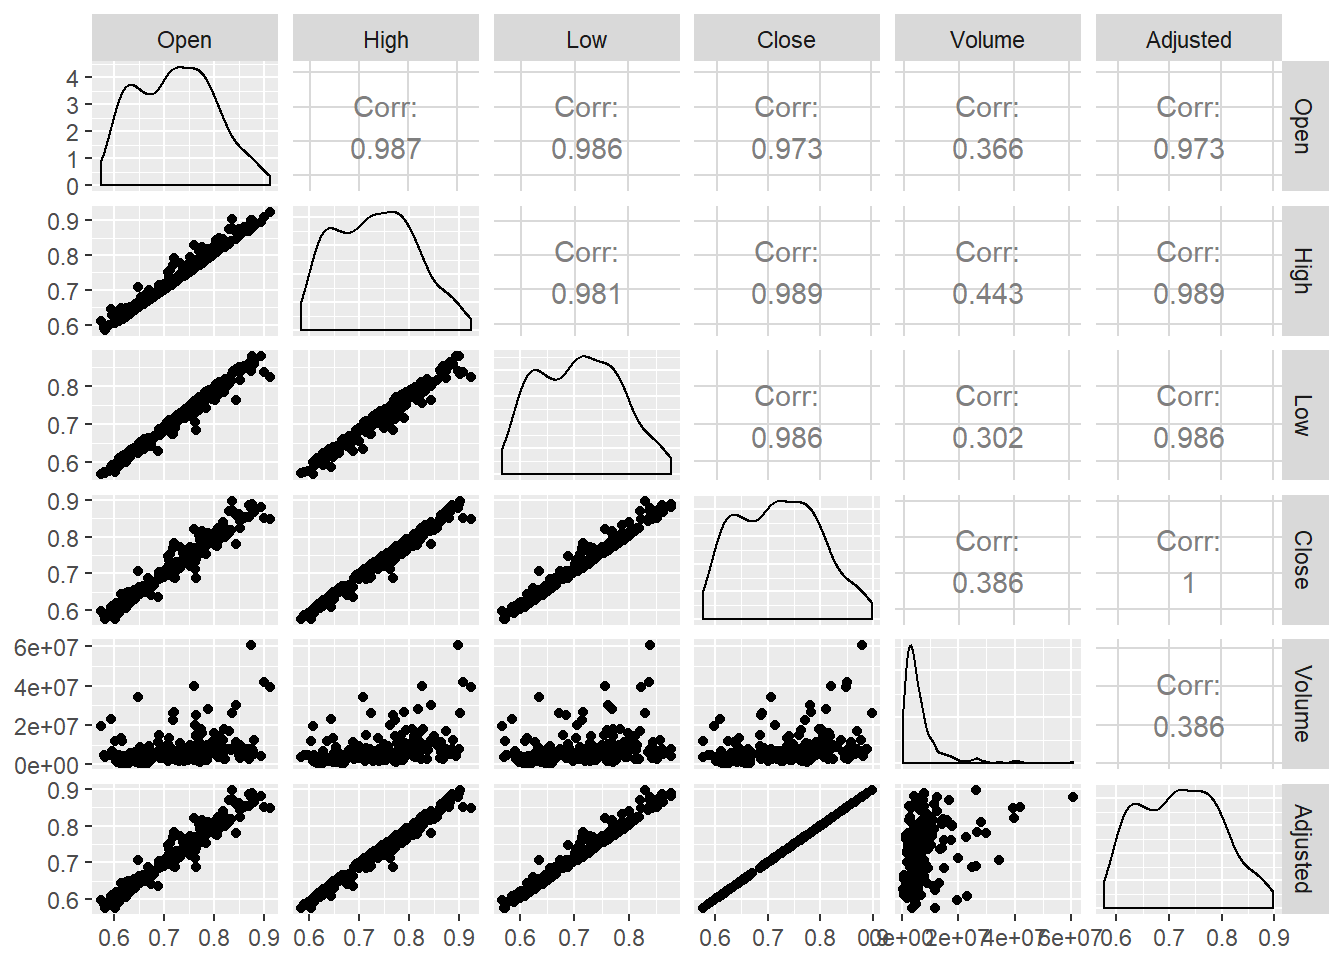 Open High Low Close Volume Adjusted
4
3
2
1
0
Corr:
0.987
Corr:
0.986
Corr:
0.973
Corr:
0.366
Corr:
0.973
Open
0.9
0.8
0.7
0.6
Corr:
0.981
Corr:
0.989
Corr:
0.443
Corr:
0.989
High
0.8
0.7
0.6
Corr:
0.986
Corr:
0.302
Corr:
0.986
Low
0.9
0.8
0.7
0.6
Corr:
0.386
Corr:
1
Close
6e+07
4e+07
2e+07
0e+00
Corr:
0.386
Volume
0.9
0.8
0.7
0.6
Adjusted
0.6 0.7 0.8 0.9 0.6 0.7 0.8 0.9 0.6 0.7 0.8 0.6 0.7 0.8 0.9 0e+00 2e+07 4e+07 6e+07 0.6 0.7 0.8 0.9